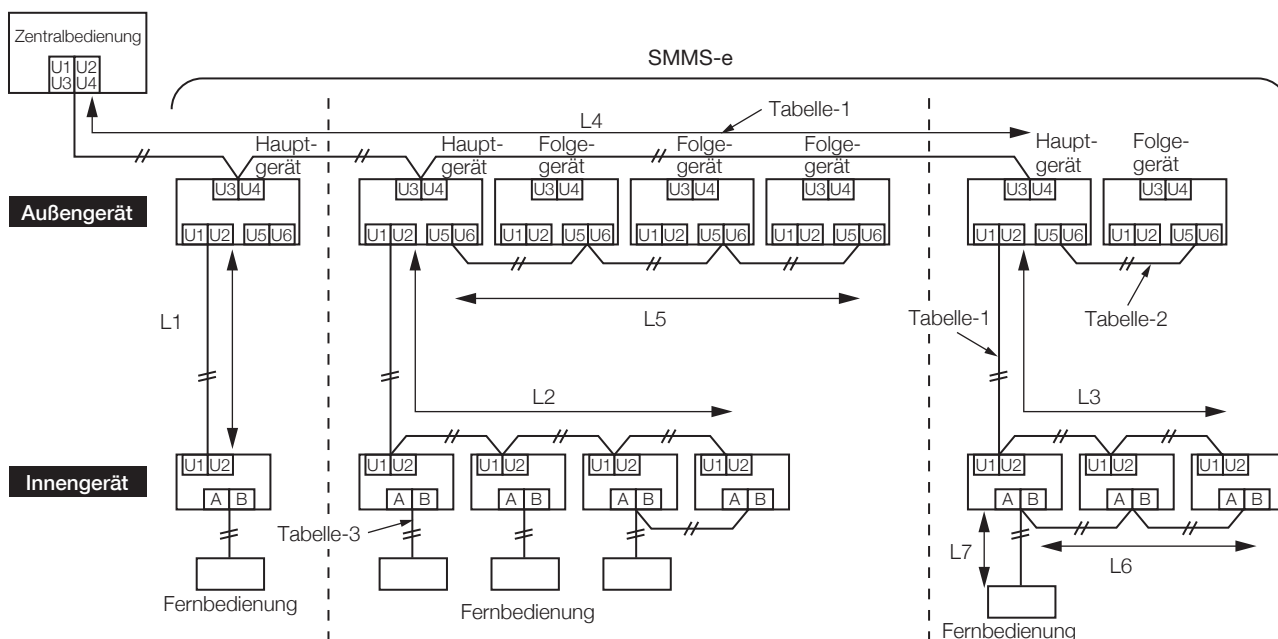 Zentralbedienung
U1 U2
U3 U4
SMMS-e
Tabelle-1
L4
Haupt-
gerät
Haupt-
gerät
Folge-
gerät
Folge-
gerät
Folge-
gerät
Haupt-
gerät
Folge-
gerät
U3 U4
U3 U4
U3 U4
U3 U4
U3 U4
U3 U4
U3 U4
Außengerät
U1 U2 U5 U6
U1 U2 U5 U6
U1 U2 U5 U6
U1 U2 U5 U6
U1 U2 U5 U6
U1 U2 U5 U6
U1 U2 U5 U6
L1
L5
Tabelle-1
Tabelle-2
L2
L3
U1 U2
U1 U2
U1 U2
U1 U2
U1 U2
U1 U2
U1 U2
U1 U2
Innengerät
A B
A B
A B
A B
A B
A B
A B
A B
Tabelle-3
L7
L6
Fernbedienung
Fernbedienung
Fernbedienung